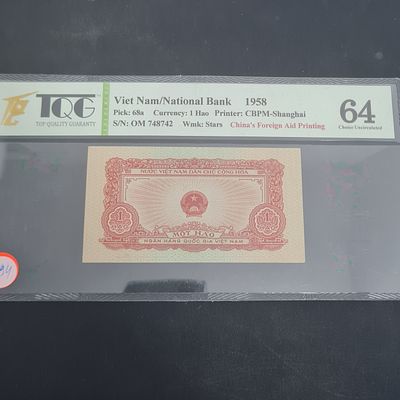 TQG
TOP QUALITY GUARANTY
Viet Nam/National Bank 1958
Pick: 68a Currency: 1 Hao Printer: CBPM-Shanghai
S/N: OM 748742 Wmk: Stars China's Foreign Aid Printing
64
Choice Uncirculated
NƯỚC VIỆT NAM DÂN CHỦ CỘNG HÒA
1
1
MỘT HÀO
NGÂN HÀNG QUỐC GIA VIỆT NAM